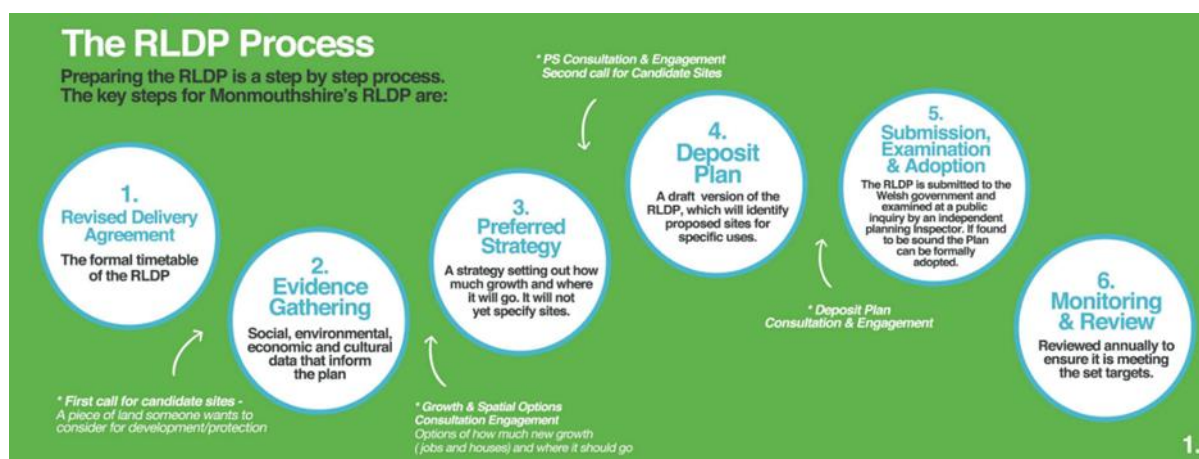 The RLDP Process
Preparing the RLDP is a step by step process.
The key steps for Monmouthshire's RLDP are:
1.
Revised Delivery
Agreement
The formal timetable
of the RLDP
* First call for candidate sites -
A piece of land someone wants to
consider for development/protection
2.
Evidence
Gathering
Social, environmental,
economic and cultural
data that inform
the plan
* Growth & Spatial Options
Consultation Engagement
Options of how much new growth
(jobs and houses) and where it should go
3.
Preferred
Strategy
A strategy setting out how
much growth and where
it will go. It will not
yet specify sites.
* PS Consultation & Engagement
Second call for Candidate Sites
4.
Deposit
Plan
A draft version of the
RLDP, which will identify
proposed sites for
specific uses.
* Deposit Plan
Consultation & Engagement
5.
Submission,
Examination
& Adoption
The RLDP is submitted to the
Welsh government and
examined at a public
inquiry by an independent
planning Inspector. If found
to be sound the Plan
can be formally
adopted.
6.
Monitoring
& Review
Reviewed annually to
ensure it is meeting
the set targets.
1.